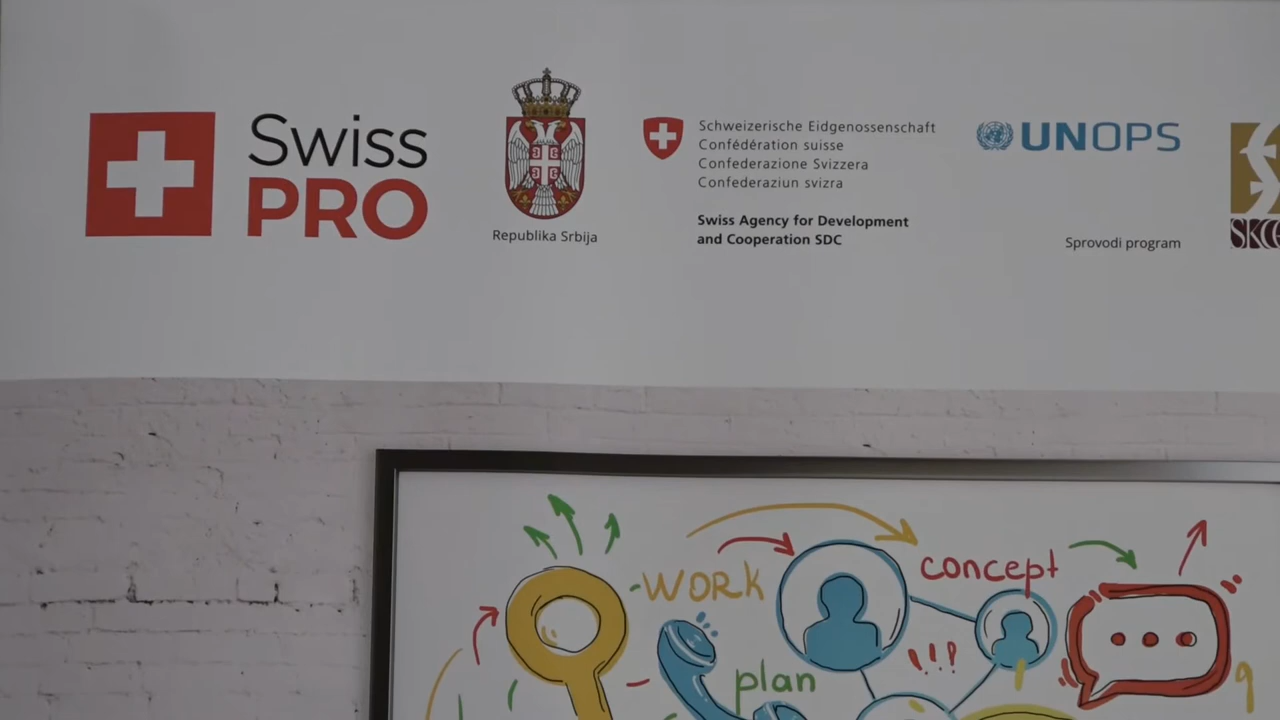 Swiss
PRO
Republika Srbija
Schweizerische Eidgenossenschaft
Confédération suisse
Confederazione Svizzera
Confederaziun svizra
Swiss Agency for Development
and Cooperation SDC
UNOPS
Sprovodi program
WORK
concept
!!!
plan